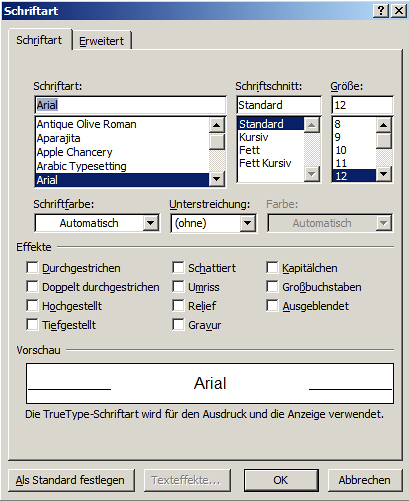 Schriftart
Schriftart Erweitert
Schriftart: Schriftschnitt: Größe:
Arial Standard 12
Antique Olive Roman Standard 8
Aparajita Kursiv 9
Apple Chancery Fett 10
Arabic Typesetting Fett Kursiv 11
Arial 12
Schriftfarbe: Unterstreichung: Farbe:
Automatisch (ohne) Automatisch
Effekte
Durchgestrichen Schattiert Kapitälchen
Doppelt durchgestrichen Umriss Großbuchstaben
Hochgestellt Relief Ausgeblendet
Tiefgestellt Gravur
Vorschau
Arial
Die TrueType-Schriftart wird für den Ausdruck und die Anzeige verwendet.
Als Standard festlegen Texteffekte... OK Abbrechen